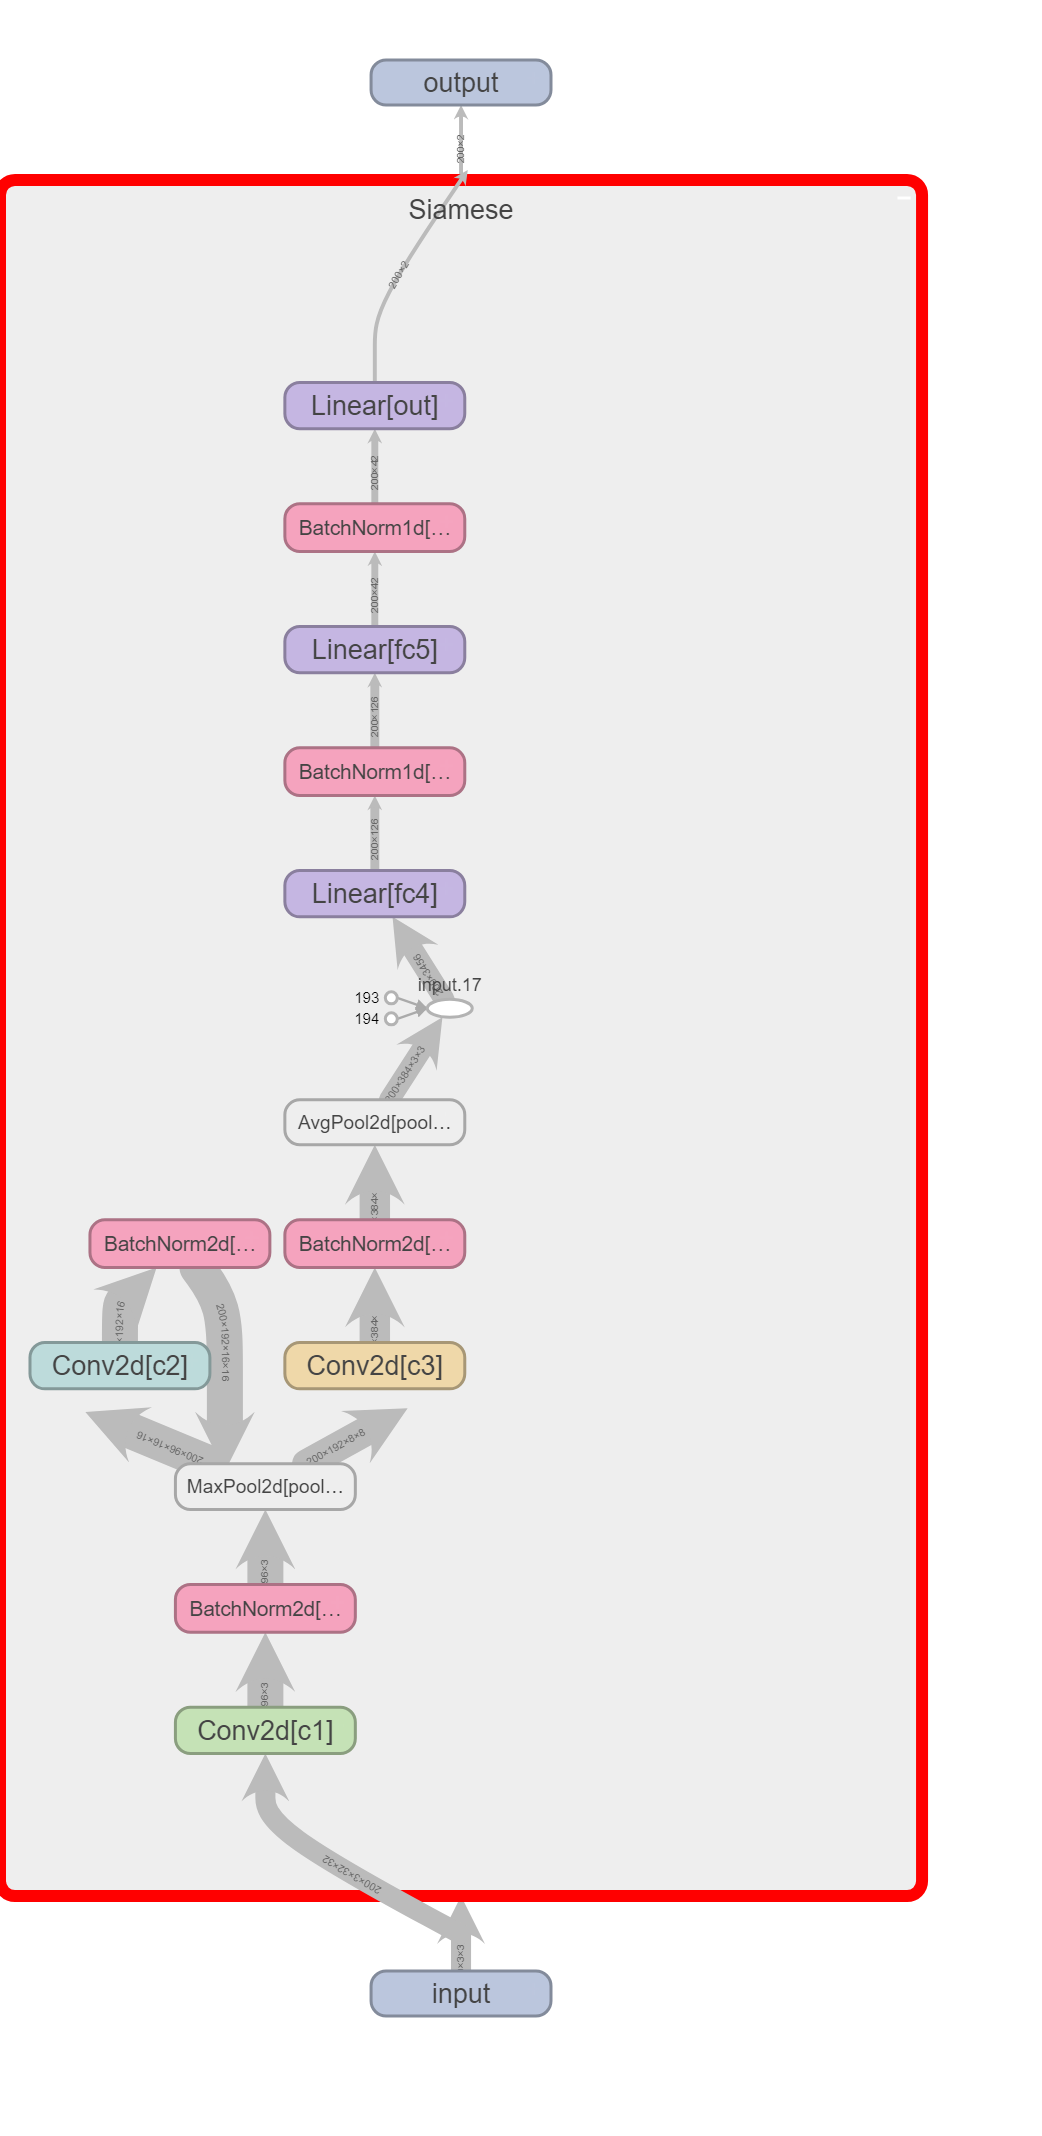 output
200×2
Siamese
200×2
Linear[out]
200×42
BatchNorm1d[…
200×42
Linear[fc5]
200×126
BatchNorm1d[…
200×126
Linear[fc4]
input.17
193
194
200×384×3×3
AvgPool2d[pool…
×384×
BatchNorm2d[…
BatchNorm2d[…
×192×16
200×192×16×16
×384×
Conv2d[c2]
Conv2d[c3]
200×96×16×16
200×192×8×8
MaxPool2d[pool…
96×3
BatchNorm2d[…
96×3
Conv2d[c1]
200×3×32×32
×3×3
input